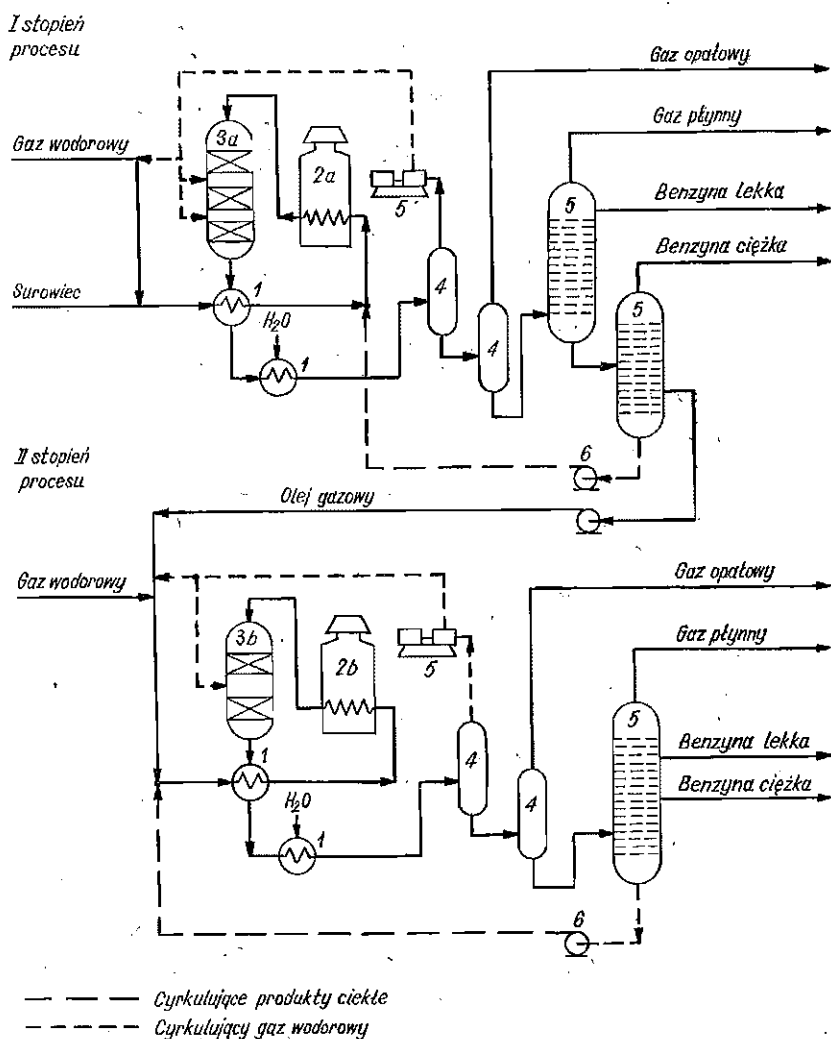 I stopień
procesu
Gaz opałowy
Gaz płynny
Gaz wodorowy
3a
2a
5
5
Benzyna lekka
Benzyna ciężka
5
4
Surowiec
1
4
H₂O
1
II stopień
procesu
6
Olej gazowy
Gaz wodorowy
Gaz opałowy
3b
2b
5
Gaz płynny
5
4
Benzyna lekka
1
4
Benzyna ciężka
H₂O
1
6
Cyrkulujące produkty ciekłe
Cyrkulujący gaz wodorowy